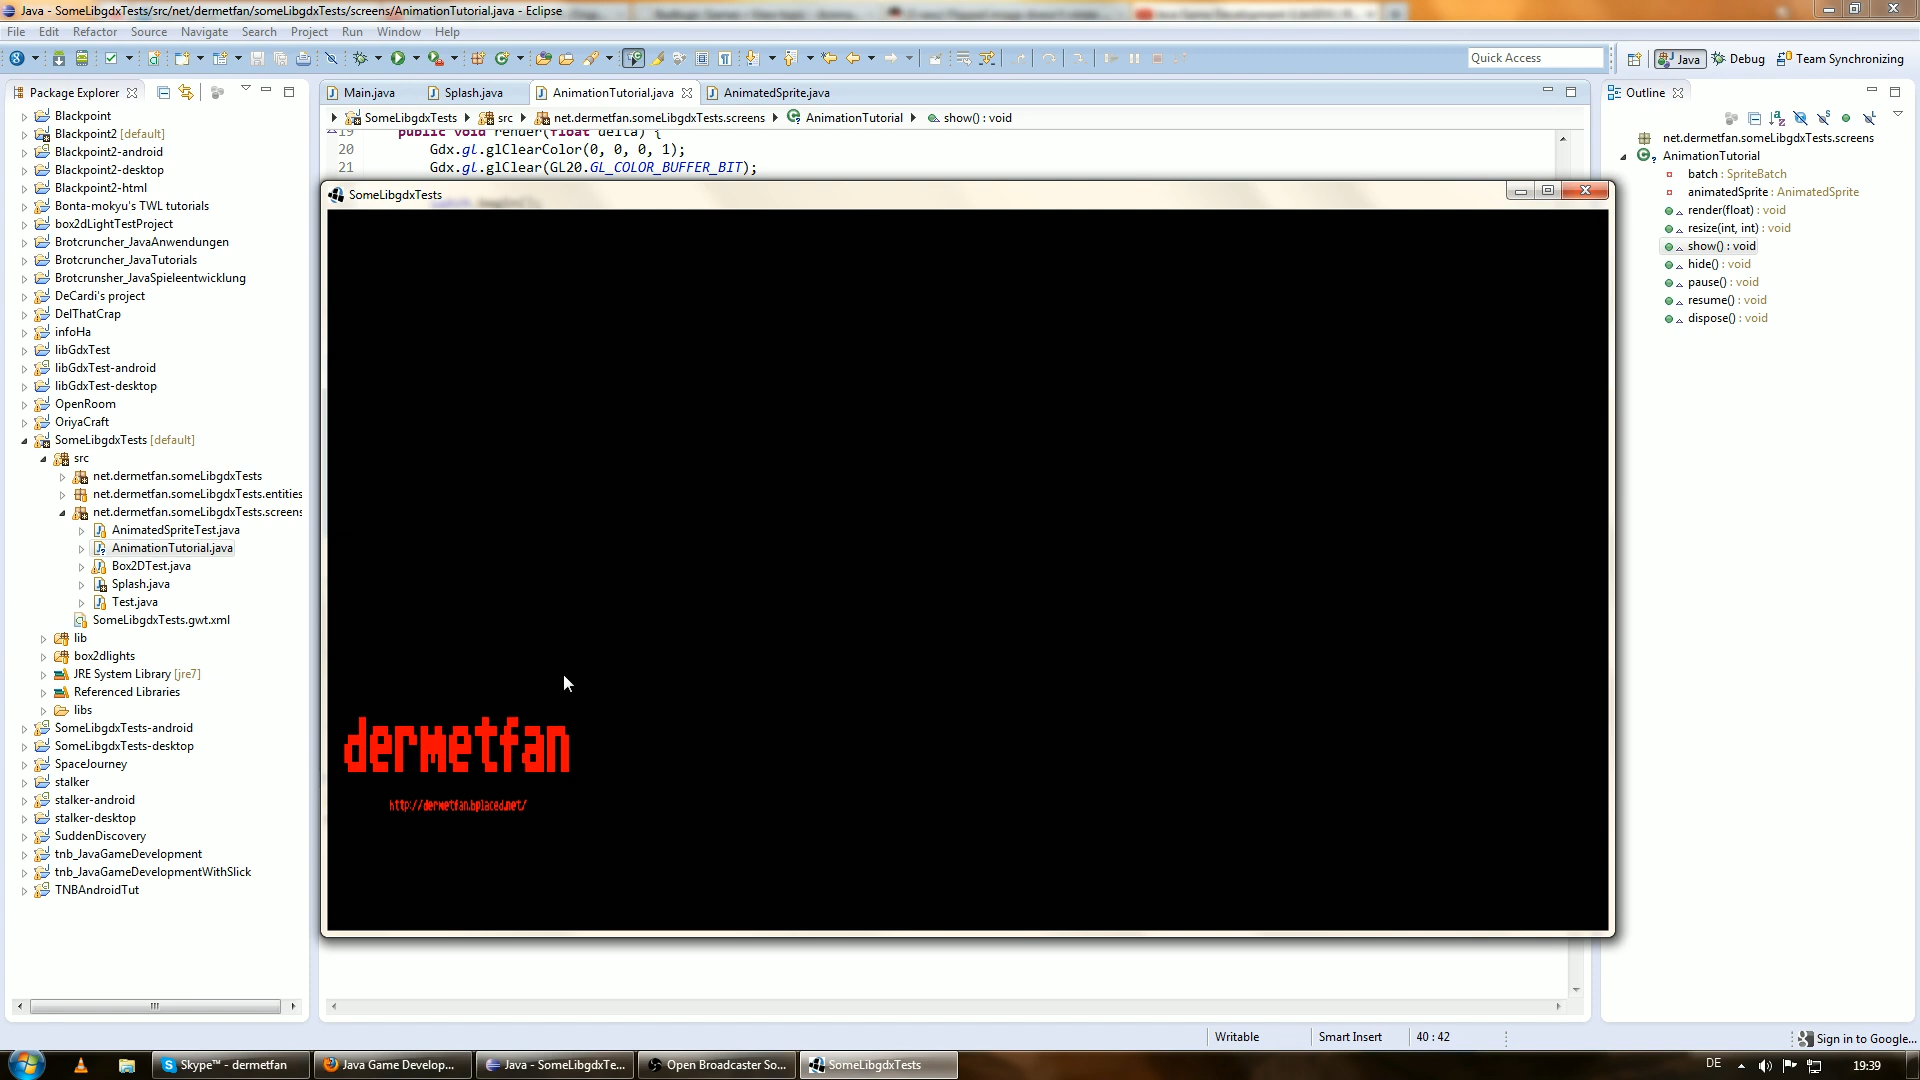 Java - SomeLibgdxTests/src/net/dermetfan/someLibgdxTests/screens/AnimationTutorial.java - Eclipse
File Edit Refactor Source Navigate Search Project Run Window Help
Quick Access
Java Debug Team Synchronizing
Package Explorer
Main.java Splash.java AnimationTutorial.java AnimatedSprite.java
Outline
SomeLibgdxTests src net.dermetfan.someLibgdxTests.screens AnimationTutorial show() : void
19 public void render(float delta) {
20 Gdx.gl.glClearColor(0, 0, 0, 1);
21 Gdx.gl.glClear(GL20.GL_COLOR_BUFFER_BIT);
SomeLibgdxTests
dermetfan
http://dermetfan.bplaced.net/
Blackpoint
Blackpoint2 [default]
Blackpoint2-android
Blackpoint2-desktop
Blackpoint2-html
Bonta-mokyu's TWL tutorials
box2dLightTestProject
Brotcruncher_JavaAnwendungen
Brotcruncher_JavaTutorials
Brotcrunsher_JavaSpieleentwicklung
DeCardi's project
DelThatCrap
infoHa
libGdxTest
libGdxTest-android
libGdxTest-desktop
OpenRoom
OriyaCraft
SomeLibgdxTests [default]
src
net.dermetfan.someLibgdxTests
net.dermetfan.someLibgdxTests.entities
net.dermetfan.someLibgdxTests.screens
AnimatedSpriteTest.java
AnimationTutorial.java
Box2DTest.java
Splash.java
Test.java
SomeLibgdxTests.gwt.xml
lib
box2dlights
JRE System Library [jre7]
Referenced Libraries
libs
SomeLibgdxTests-android
SomeLibgdxTests-desktop
SpaceJourney
stalker
stalker-android
stalker-desktop
SuddenDiscovery
tnb_JavaGameDevelopment
tnb_JavaGameDevelopmentWithSlick
TNBAndroidTut
net.dermetfan.someLibgdxTests.screens
AnimationTutorial
batch : SpriteBatch
animatedSprite : AnimatedSprite
render(float) : void
resize(int, int) : void
show() : void
hide() : void
pause() : void
resume() : void
dispose() : void
Writable Smart Insert 40 : 42 Sign in to Google...
Skype™ - dermetfan Java Game Develop... Java - SomeLibgdxTe... Open Broadcaster So... SomeLibgdxTests DE 19:39